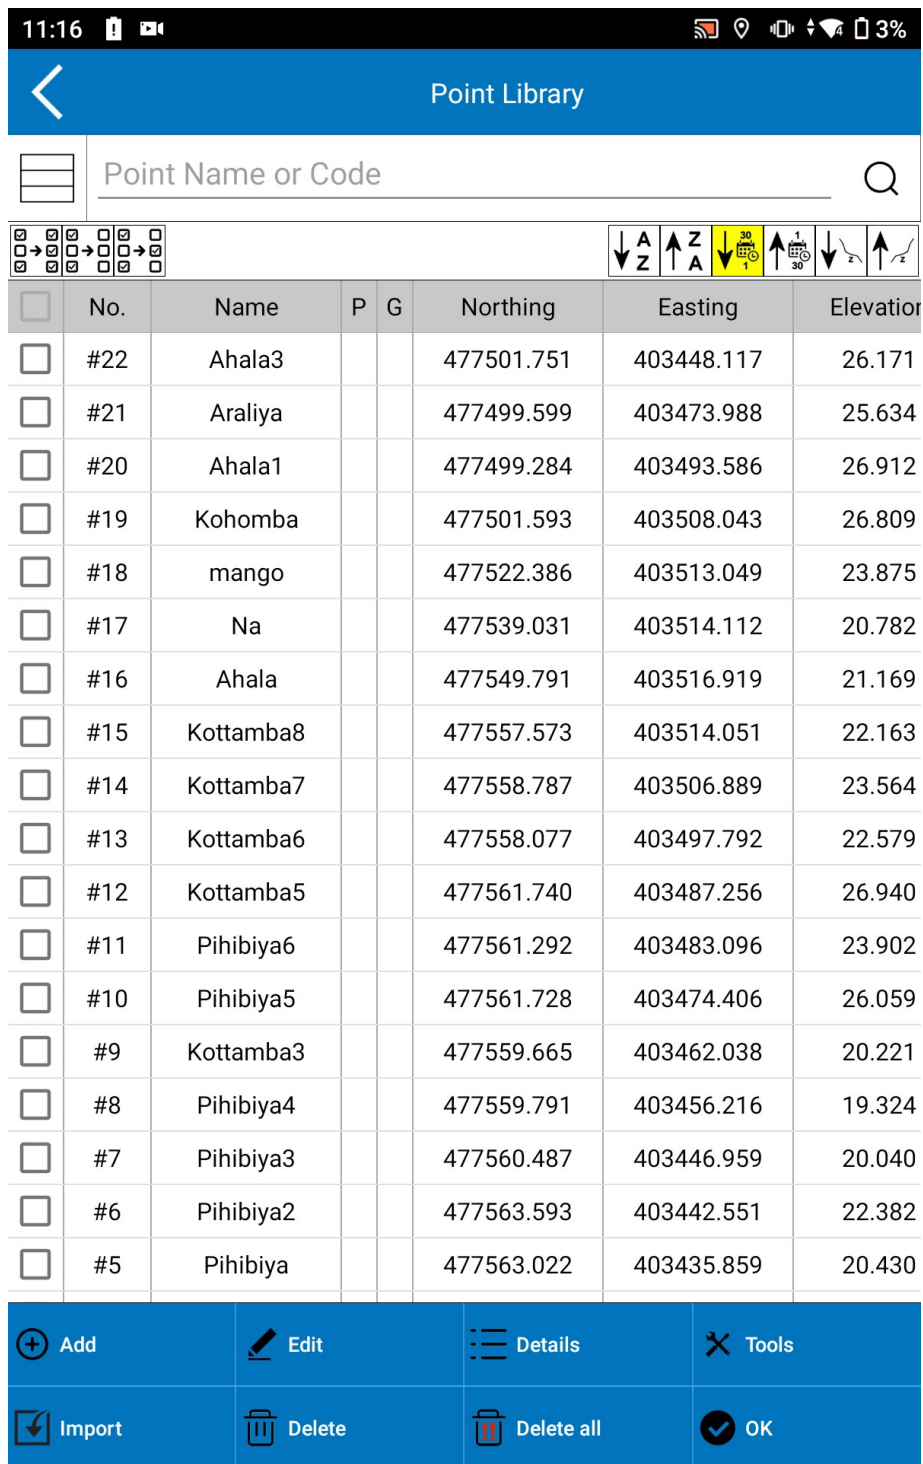 11:16 3%
Point Library
Point Name or Code
A Z Z A 30 1 1 30 z z
No. Name P G Northing Easting Elevation
#22 Ahala3 477501.751 403448.117 26.171
#21 Araliya 477499.599 403473.988 25.634
#20 Ahala1 477499.284 403493.586 26.912
#19 Kohomba 477501.593 403508.043 26.809
#18 mango 477522.386 403513.049 23.875
#17 Na 477539.031 403514.112 20.782
#16 Ahala 477549.791 403516.919 21.169
#15 Kottamba8 477557.573 403514.051 22.163
#14 Kottamba7 477558.787 403506.889 23.564
#13 Kottamba6 477558.077 403497.792 22.579
#12 Kottamba5 477561.740 403487.256 26.940
#11 Pihibiya6 477561.292 403483.096 23.902
#10 Pihibiya5 477561.728 403474.406 26.059
#9 Kottamba3 477559.665 403462.038 20.221
#8 Pihibiya4 477559.791 403456.216 19.324
#7 Pihibiya3 477560.487 403446.959 20.040
#6 Pihibiya2 477563.593 403442.551 22.382
#5 Pihibiya 477563.022 403435.859 20.430
Add Edit Details Tools
Import Delete Delete all OK